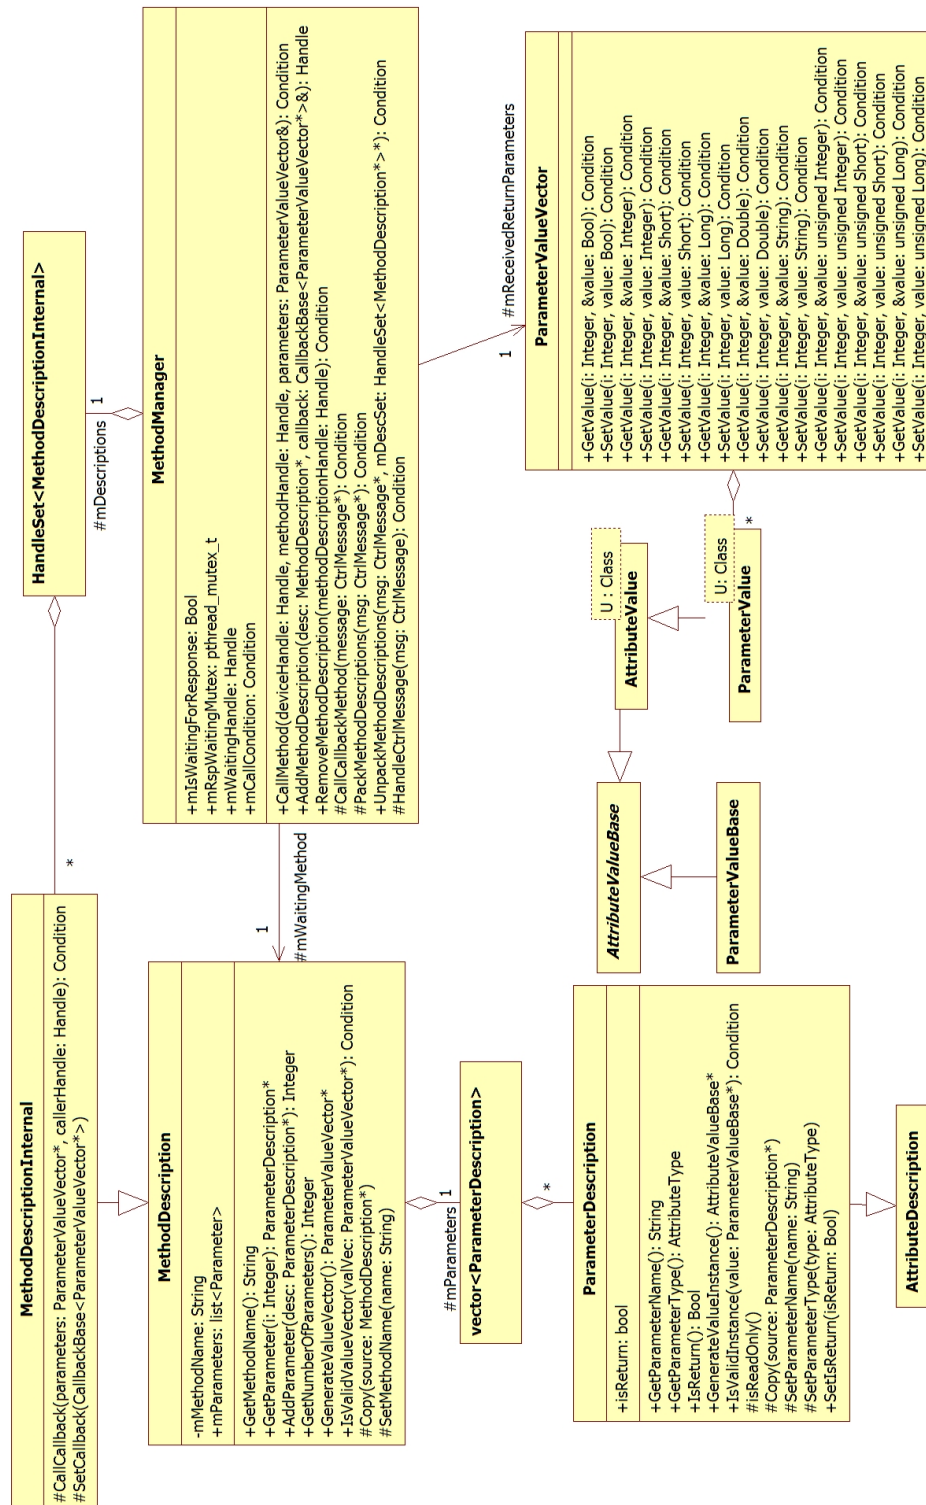 MethodDescriptionInternal
#CallCallback(parameters: ParameterValueVector*, callerHandle: Handle): Condition
#SetCallback(CallbackBase<ParameterValueVector*>)
*
HandleSet<MethodDescriptionInternal>
#mDescriptions
1
MethodDescription
-mMethodName: String
+mParameters: list<Parameter>
+GetMethodName(): String
+GetParameter(i: Integer): ParameterDescription*
+AddParameter(desc: ParameterDescription*): Integer
+GetNumberOfParameters(): Integer
+GenerateValueVector(): ParameterValueVector*
+IsValidVector(valVec: ParameterValueVector*): Condition
#Copy(source: MethodDescription*)
#SetMethodName(name: String)
1
#mWaitingMethod
MethodManager
+mIsWaitingForResponse: Bool
+mRspWaitingMutex: pthread_mutex_t
+mWaitingHandle: Handle
+mCallCondition: Condition
+CallMethod(deviceHandle: Handle, methodHandle: Handle, parameters: ParameterValueVector&): Condition
+AddMethodDescription(desc: MethodDescription*, callback: CallbackBase<ParameterValueVector*>&): Handle
+RemoveMethodDescription(methodDescriptionHandle: Handle): Condition
#CallCallbackMethod(message: CtrlMessage*): Condition
#PackMethodDescriptions(msg: CtrlMessage*): Condition
+UnpackMethodDescriptions(msg: CtrlMessage*, mDescSet: HandleSet<MethodDescription*>*): Condition
#HandleCtrlMessage(msg: CtrlMessage): Condition
#mParameters
1
vector<ParameterDescription>
*
1
#mReceivedReturnParameters
ParameterDescription
+isReturn: bool
+GetParameterName(): String
+GetParameterType(): AttributeType
+IsReturn(): Bool
+GenerateValueInstance(): AttributeValueBase*
+IsValidInstance(value: ParameterValueBase*): Condition
#isReadOnly()
#Copy(source: ParameterDescription*)
#SetParameterName(name: String)
#SetParameterType(type: AttributeType)
+SetIsReturn(isReturn: Bool)
AttributeDescription
AttributeValueBase
ParameterValueBase
U : Class
AttributeValue
U: Class
ParameterValue
*
ParameterValueVector
+GetValue(i: Integer, &value: Bool): Condition
+SetValue(i: Integer, value: Bool): Condition
+GetValue(i: Integer, &value: Integer): Condition
+SetValue(i: Integer, value: Integer): Condition
+GetValue(i: Integer, &value: Short): Condition
+SetValue(i: Integer, value: Short): Condition
+GetValue(i: Integer, &value: Long): Condition
+SetValue(i: Integer, value: Long): Condition
+GetValue(i: Integer, &value: Double): Condition
+SetValue(i: Integer, value: Double): Condition
+GetValue(i: Integer, &value: String): Condition
+SetValue(i: Integer, value: String): Condition
+GetValue(i: Integer, &value: unsigned Integer): Condition
+SetValue(i: Integer, value: unsigned Integer): Condition
+GetValue(i: Integer, &value: unsigned Short): Condition
+SetValue(i: Integer, value: unsigned Short): Condition
+GetValue(i: Integer, &value: unsigned Long): Condition
+SetValue(i: Integer, value: unsigned Long): Condition